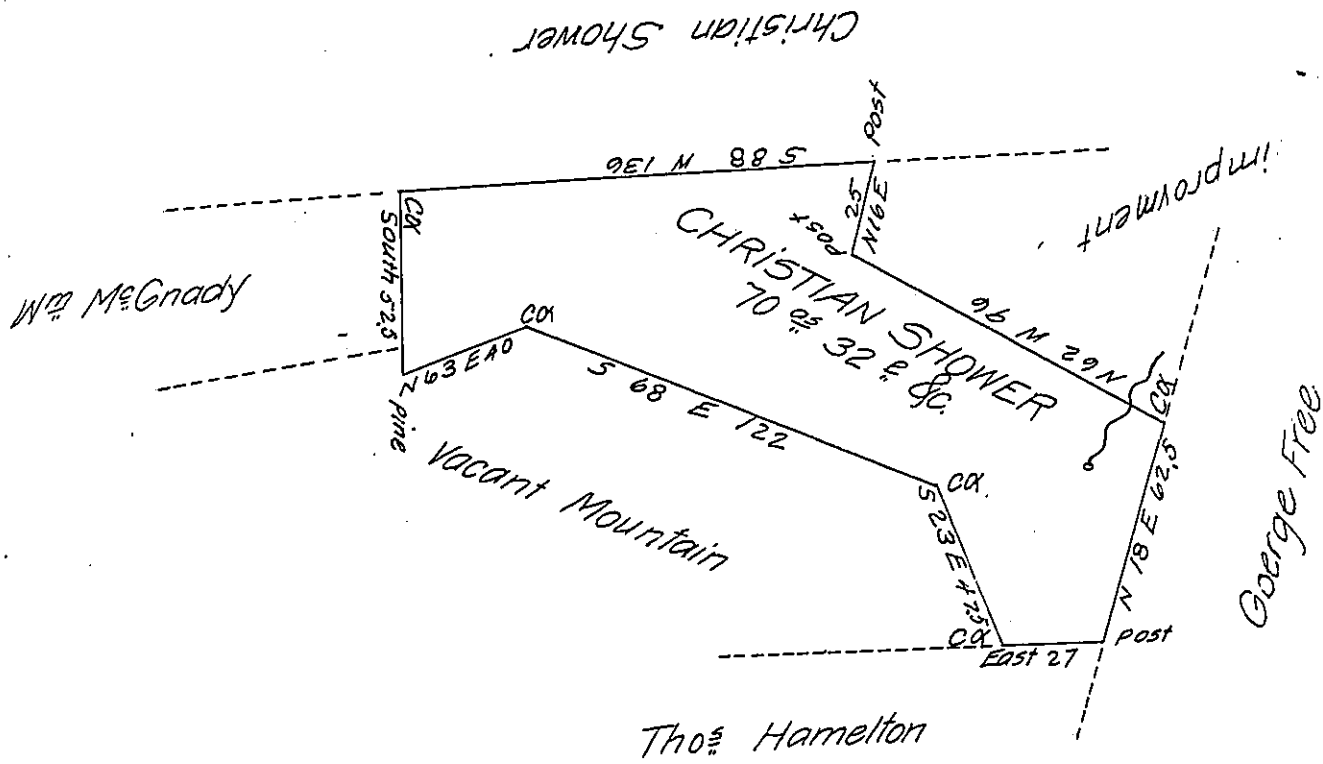 Christian Shower
Post
S 88 W 136
improvment
25
N16E
Post
Ca
South 52.5
Wm McGnady
CHRISTIAN SHOWER
70 as 32 p &c.
N 62 W 96
Ca
N 63 E 40
Ca
S 68 E 122
Pine
Vacant Mountain
Ca.
S 23 E 47.5
N 18 E 62.5
Goerge Free
Ca
East 27
Post
Thos Hamelton